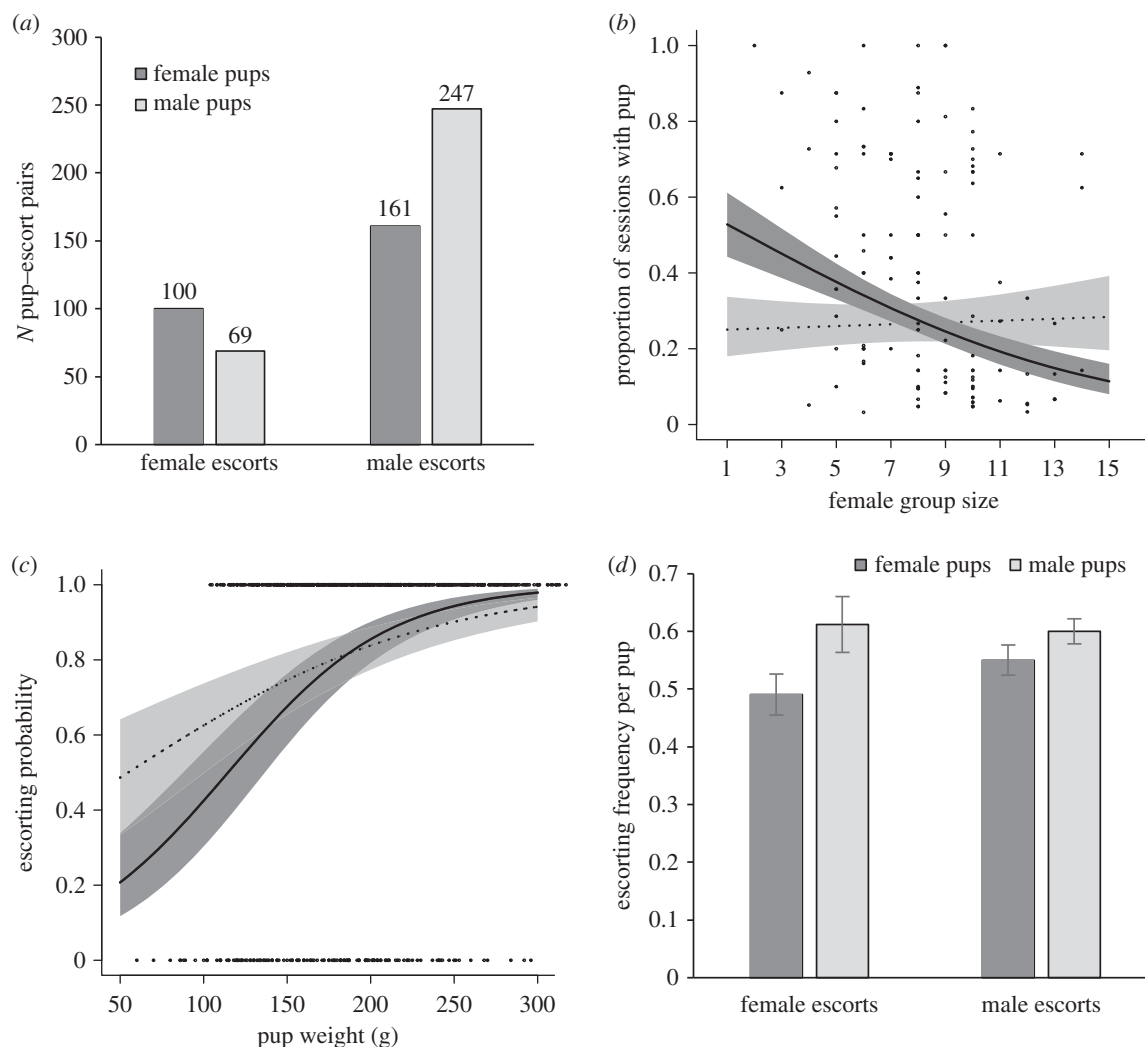 (a)
300
250
200
150
100
50
0
N pup–escort pairs
female pups
male pups
100
69
161
247
female escorts
male escorts
(b)
1.0
0.8
0.6
0.4
0.2
0
proportion of sessions with pup
1 3 5 7 9 11 13 15
female group size
(c)
1.0
0.8
0.6
0.4
0.2
0
escorting probability
50 100 150 200 250 300
pup weight (g)
(d)
female pups
male pups
0.7
0.6
0.5
0.4
0.3
0.2
0.1
0
escorting frequency per pup
female escorts
male escorts